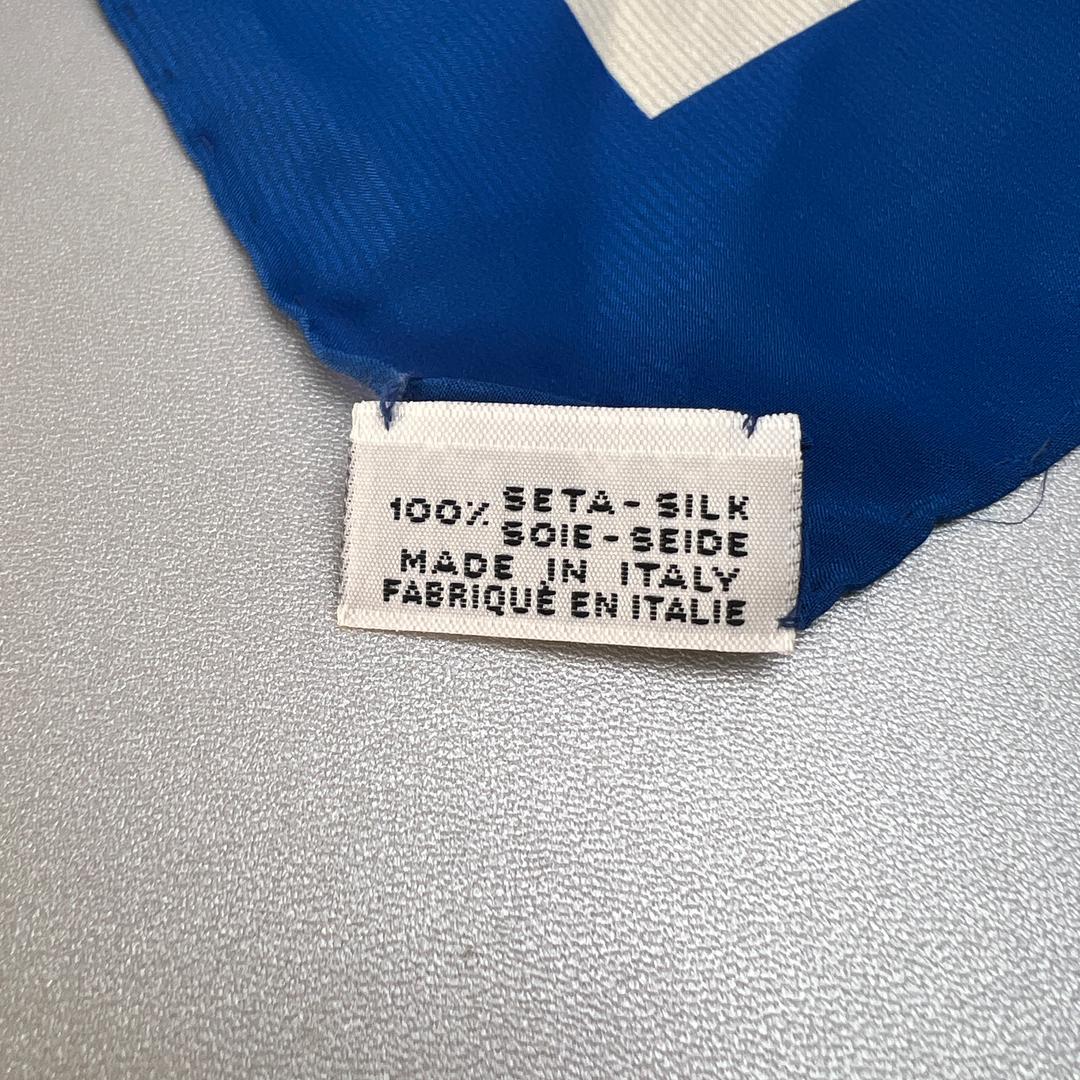 100% SETA - SILK
SOIE - SEIDE
MADE IN ITALY
FABRIQUÉ EN ITALIE